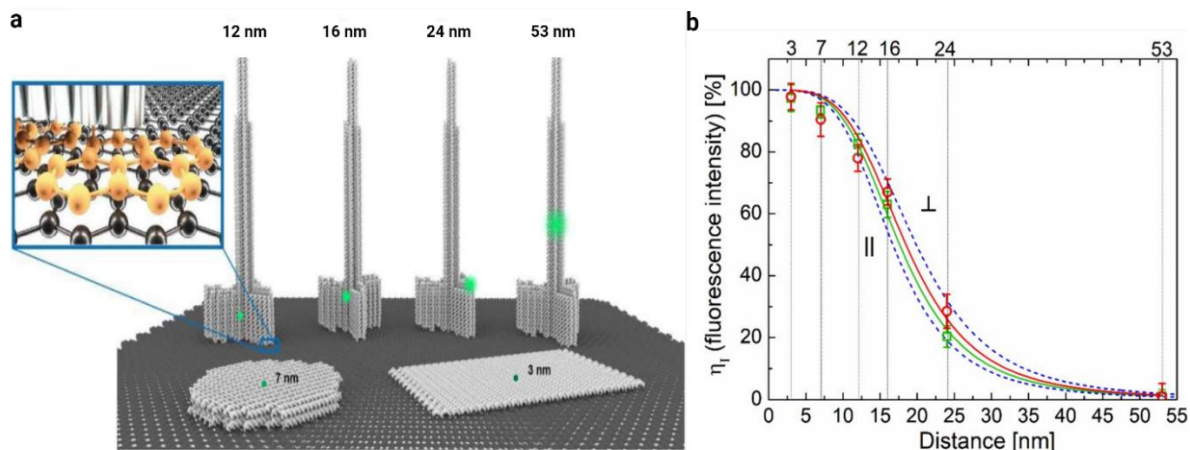 a
12 nm 16 nm 24 nm 53 nm
7 nm
3 nm
b
3 7 12 16 24 53
η_I (fluorescence intensity) [%]
100
80
60
40
20
0
⊥
||
0 5 10 15 20 25 30 35 40 45 50 55
Distance [nm]